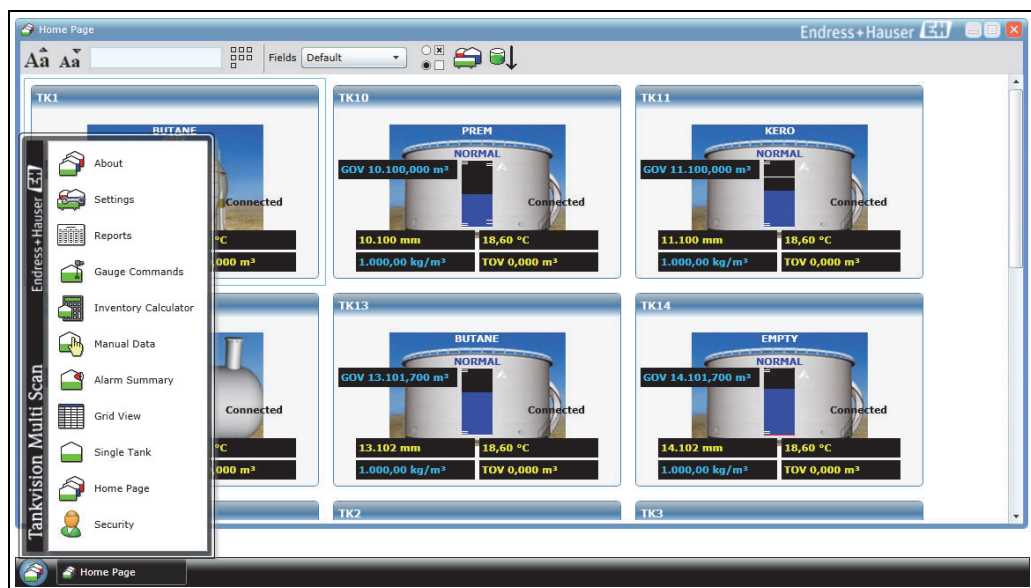 Home Page
Endress+Hauser EH
Aa Aa Fields Default
TK1
BUTANE
Connected
°C
,000 m³
TK10
PREM
NORMAL
GOV 10.100,000 m³
Connected
10.100 mm 18,60 °C
1.000,00 kg/m³ TOV 0,000 m³
TK11
KERO
NORMAL
GOV 11.100,000 m³
Connected
11.100 mm 18,60 °C
1.000,00 kg/m³ TOV 0,000 m³
Connected
°C
,000 m³
TK13
BUTANE
NORMAL
GOV 13.101,700 m³
Connected
13.102 mm 18,60 °C
1.000,00 kg/m³ TOV 0,000 m³
TK14
EMPTY
NORMAL
GOV 14.101,700 m³
Connected
14.102 mm 18,60 °C
1.000,00 kg/m³ TOV 0,000 m³
TK2
TK3
Tankvision Multi Scan Endress+Hauser EH
About
Settings
Reports
Gauge Commands
Inventory Calculator
Manual Data
Alarm Summary
Grid View
Single Tank
Home Page
Security
Home Page